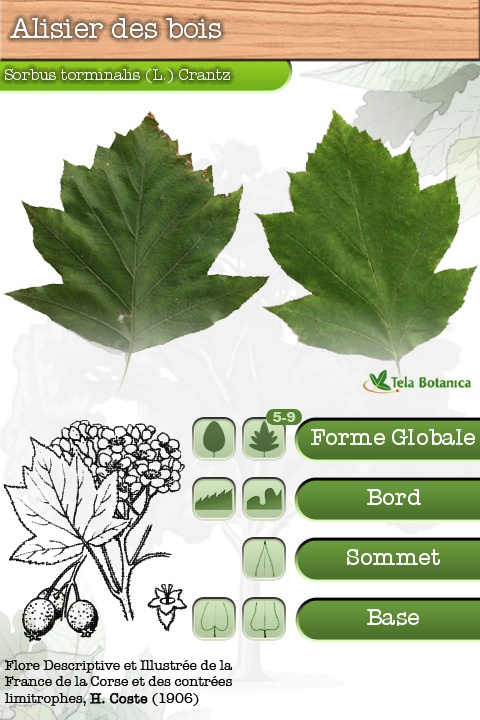 Alisier des bois
Sorbus torminalis (L.) Crantz
Tela Botanica
5-9
Forme Globale
Bord
Sommet
Base
Flore Descriptive et Illustrée de la
France de la Corse et des contrées
limitrophes, H. Coste (1906)